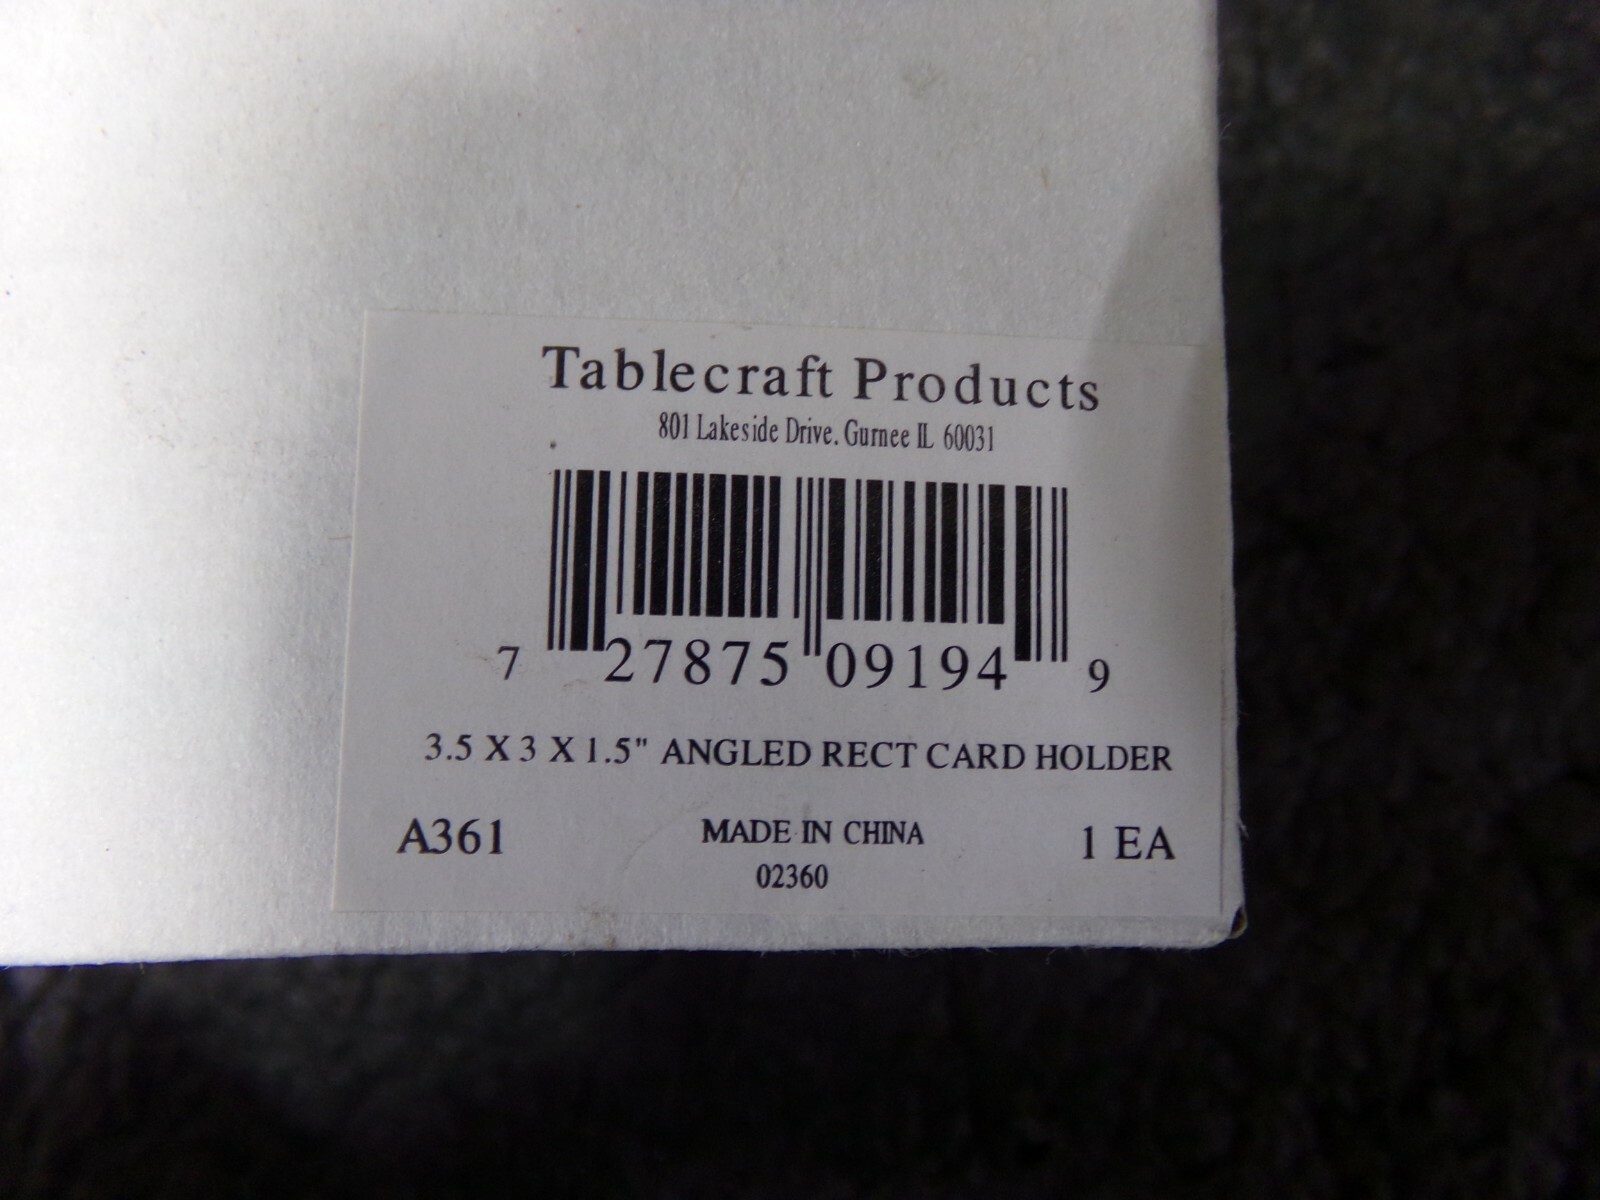 Tablecraft Products
801 Lakeside Drive. Gurnee IL 60031
7 27875 09194 9
3.5 X 3 X 1.5" ANGLED RECT CARD HOLDER
A361 MADE IN CHINA 1 EA
02360